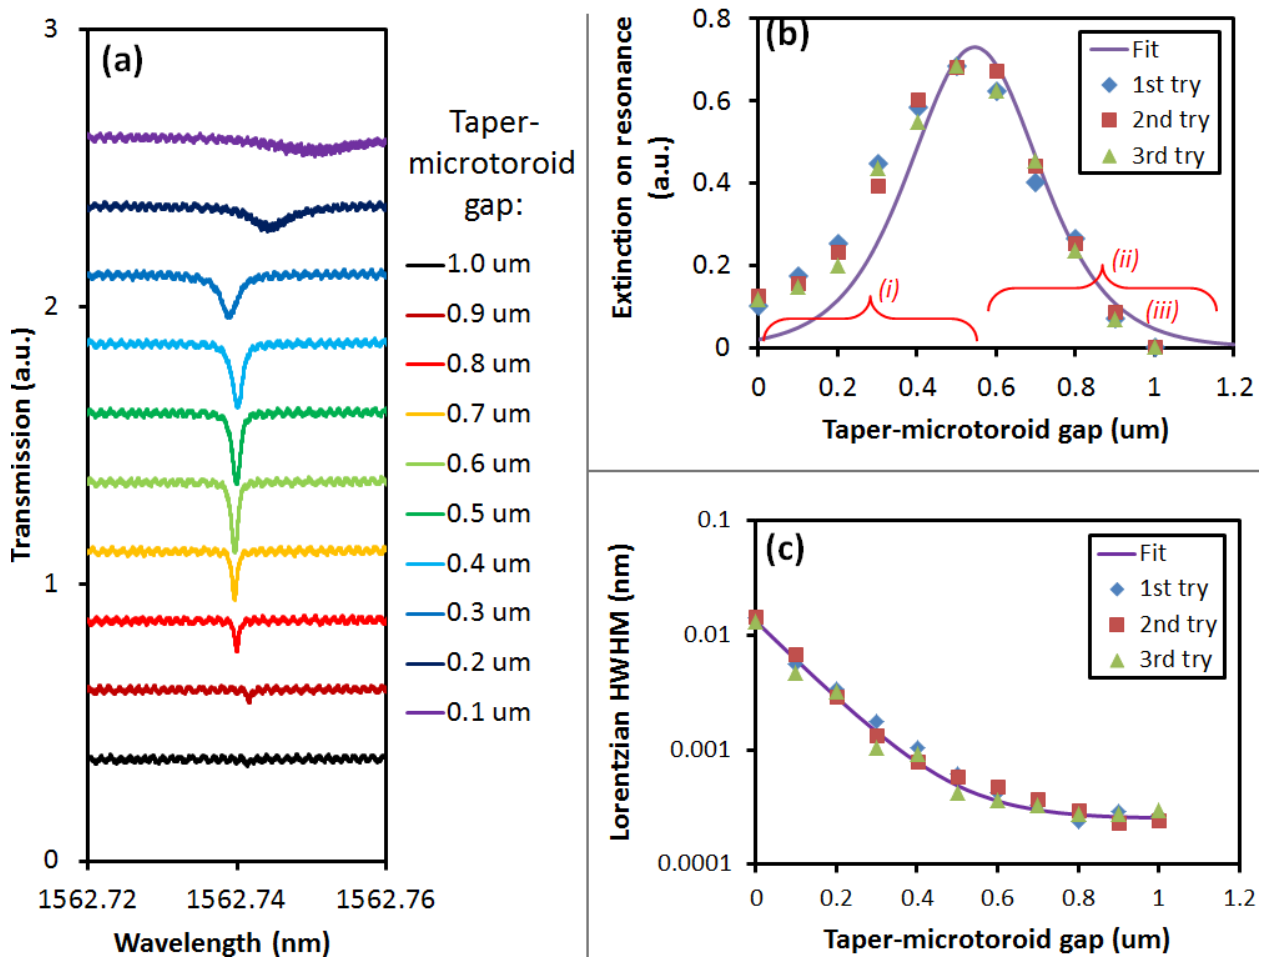 (a)
3
2
1
0
Transmission (a.u.)
1562.72
1562.74
1562.76
Wavelength (nm)
Taper-
microtoroid
gap:
1.0 um
0.9 um
0.8 um
0.7 um
0.6 um
0.5 um
0.4 um
0.3 um
0.2 um
0.1 um
(b)
0.8
0.6
0.4
0.2
0
Extinction on resonance
(a.u.)
Fit
1st try
2nd try
3rd try
(i)
(ii)
(iii)
0
0.2
0.4
0.6
0.8
1
1.2
Taper-microtoroid gap (um)
(c)
0.1
0.01
0.001
0.0001
Lorentzian HWHM (nm)
Fit
1st try
2nd try
3rd try
0
0.2
0.4
0.6
0.8
1
1.2
Taper-microtoroid gap (um)